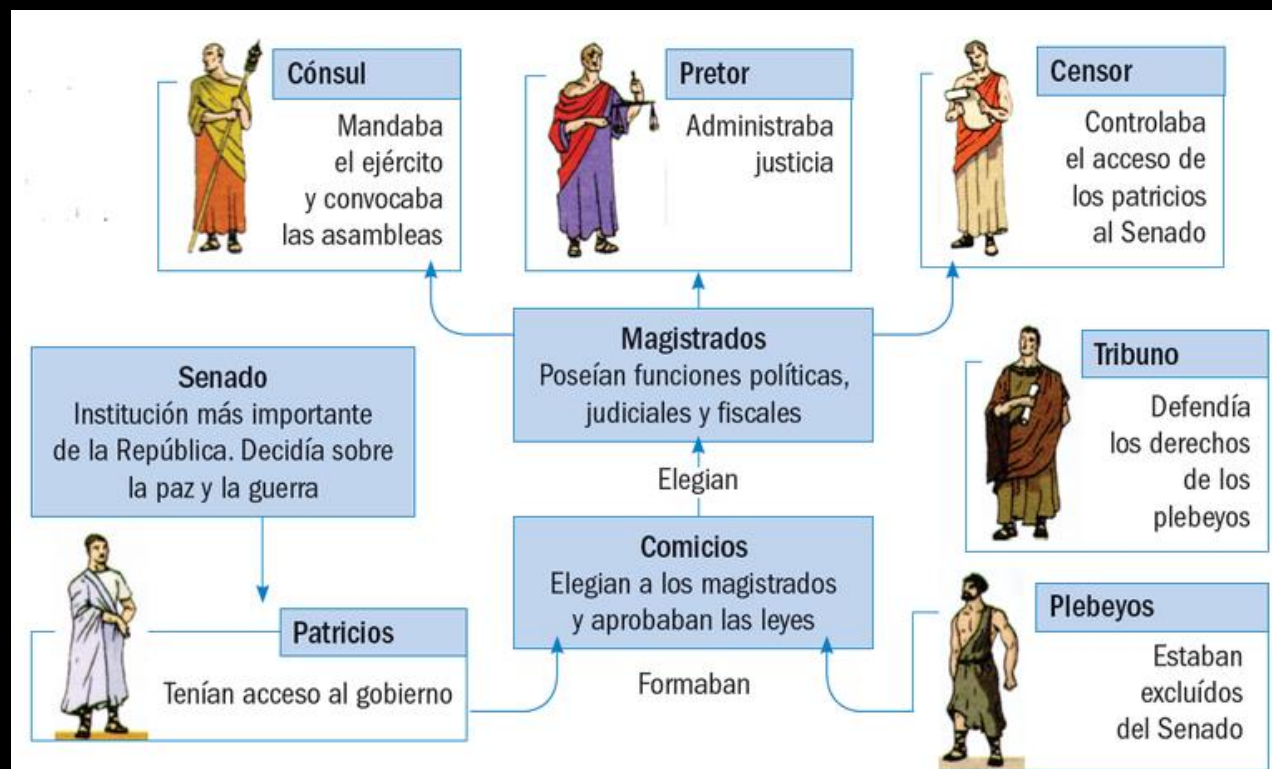 Cónsul
Mandaba
el ejército
y convocaba
las asambleas
Pretor
Administraba
justicia
Censor
Controlaba
el acceso de
los patricios
al Senado
Magistrados
Poseían funciones políticas,
judiciales y fiscales
Senado
Institución más importante
de la República. Decidía sobre
la paz y la guerra
Tribuno
Defendía
los derechos
de los
plebeyos
Elegian
Comicios
Elegian a los magistrados
y aprobaban las leyes
Patricios
Tenían acceso al gobierno
Formaban
Plebeyos
Estaban
excluídos
del Senado